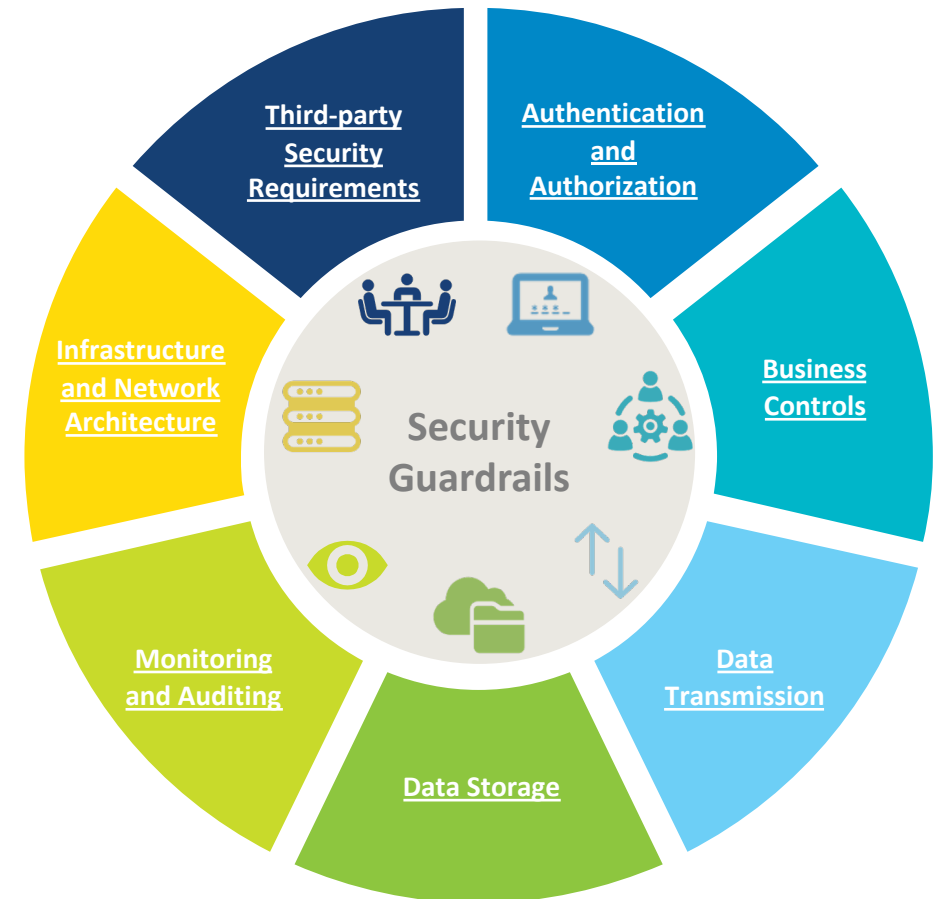 Third-party
Security
Requirements
Authentication
and
Authorization
Infrastructure
and Network
Architecture
Security
Guardrails
Business
Controls
Monitoring
and Auditing
Data
Transmission
Data Storage